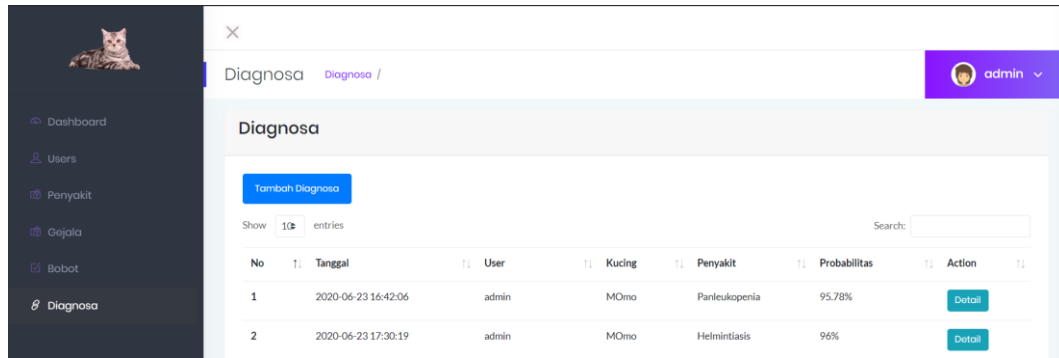 Diagnosa Diagnosa /
admin
Dashboard
Users
Penyakit
Gejala
Bobot
Diagnosa
Diagnosa
Tambah Diagnosa
Show 10 entries
Search:
No Tanggal User Kucing Penyakit Probabilitas Action
1 2020-06-23 16:42:06 admin MOmo Panleukopenia 95.78% Detail
2 2020-06-23 17:30:19 admin MOmo Helmintiasis 96% Detail